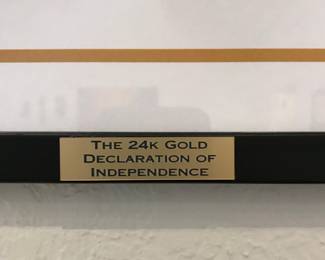 THE 24K GOLD
DECLARATION OF
INDEPENDENCE